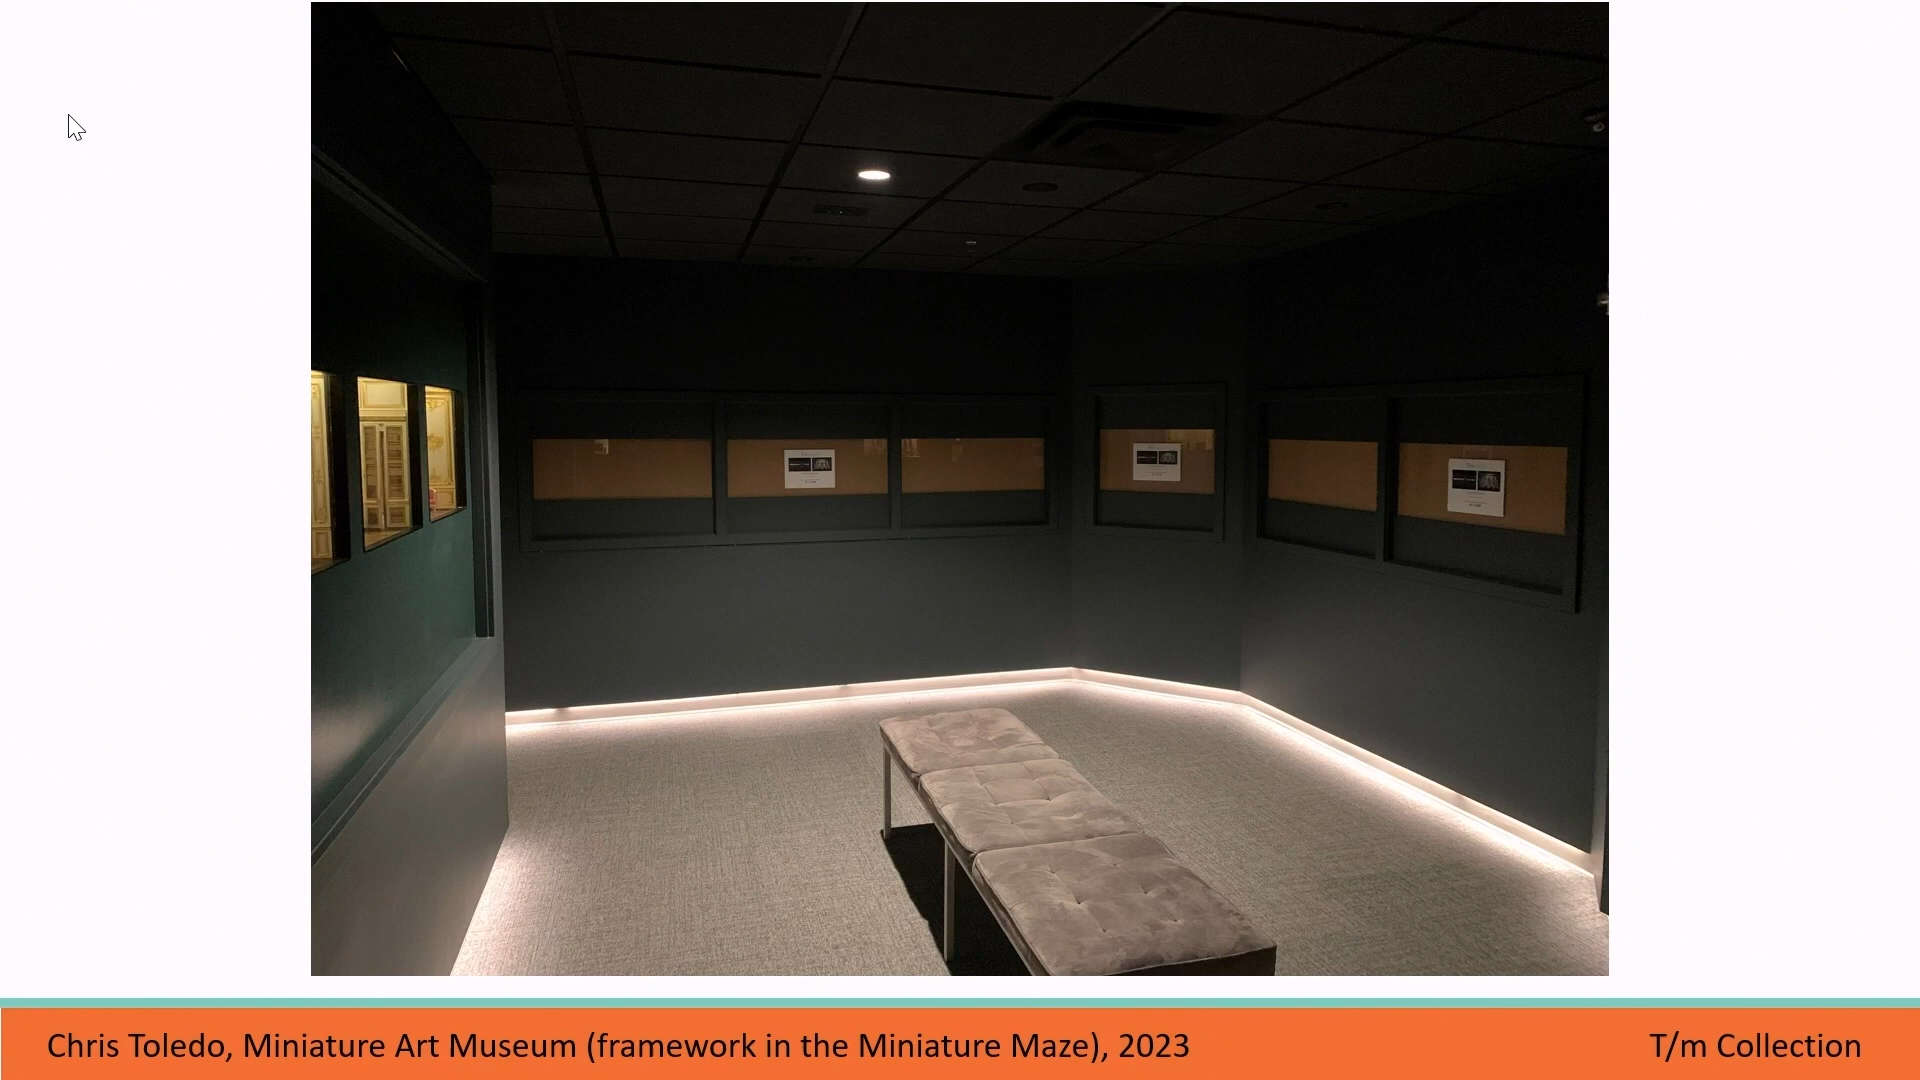 Chris Toledo, Miniature Art Museum (framework in the Miniature Maze), 2023
T/m Collection